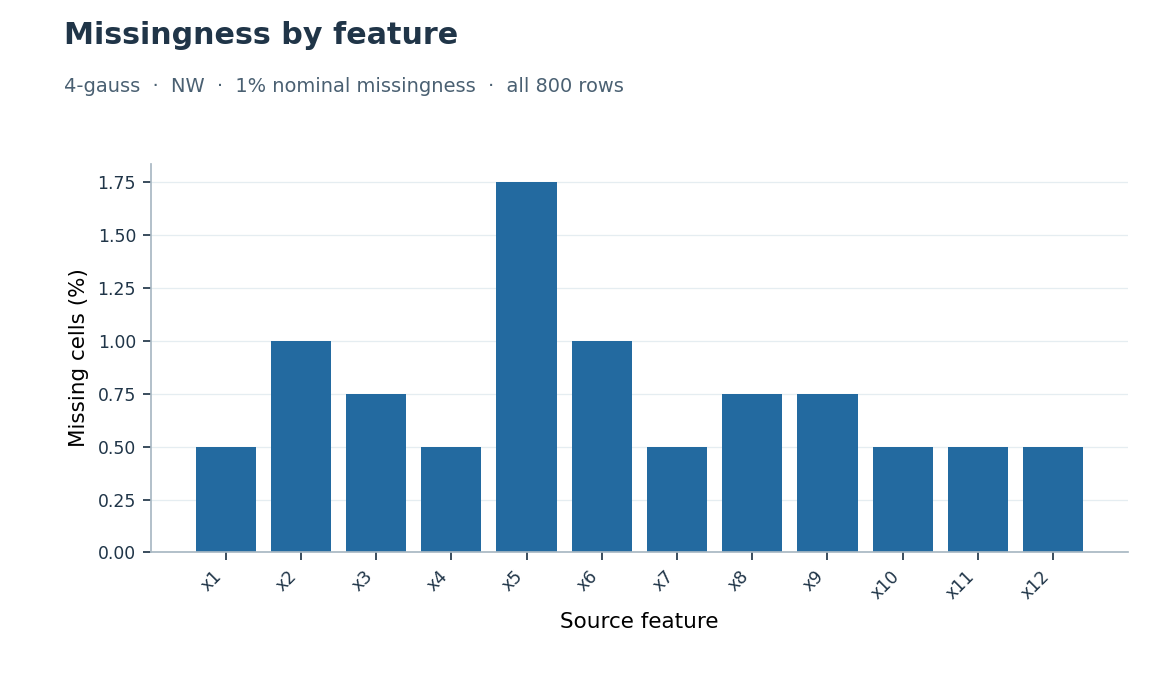 Missingness by feature
4-gauss · NW · 1% nominal missingness · all 800 rows
Missing cells (%)
1.75
1.50
1.25
1.00
0.75
0.50
0.25
0.00
x1 x2 x3 x4 x5 x6 x7 x8 x9 x10 x11 x12
Source feature